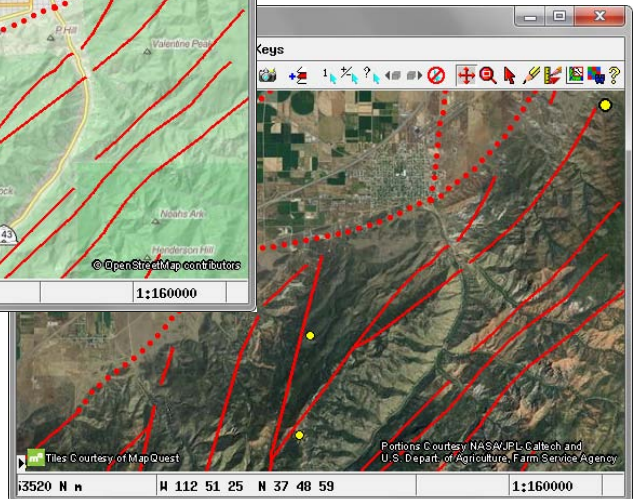 P Hill
Valentine Peak
Noahs Ark
Henderson Hill
43
© OpenStreetMap contributors
1:160000
Keys
Tiles Courtesy of MapQuest
Portions Courtesy NASA/JPL-Caltech and
U.S. Depart. of Agriculture, Farm Service Agency
53520 N m
W 112 51 25 N 37 48 59
1:160000